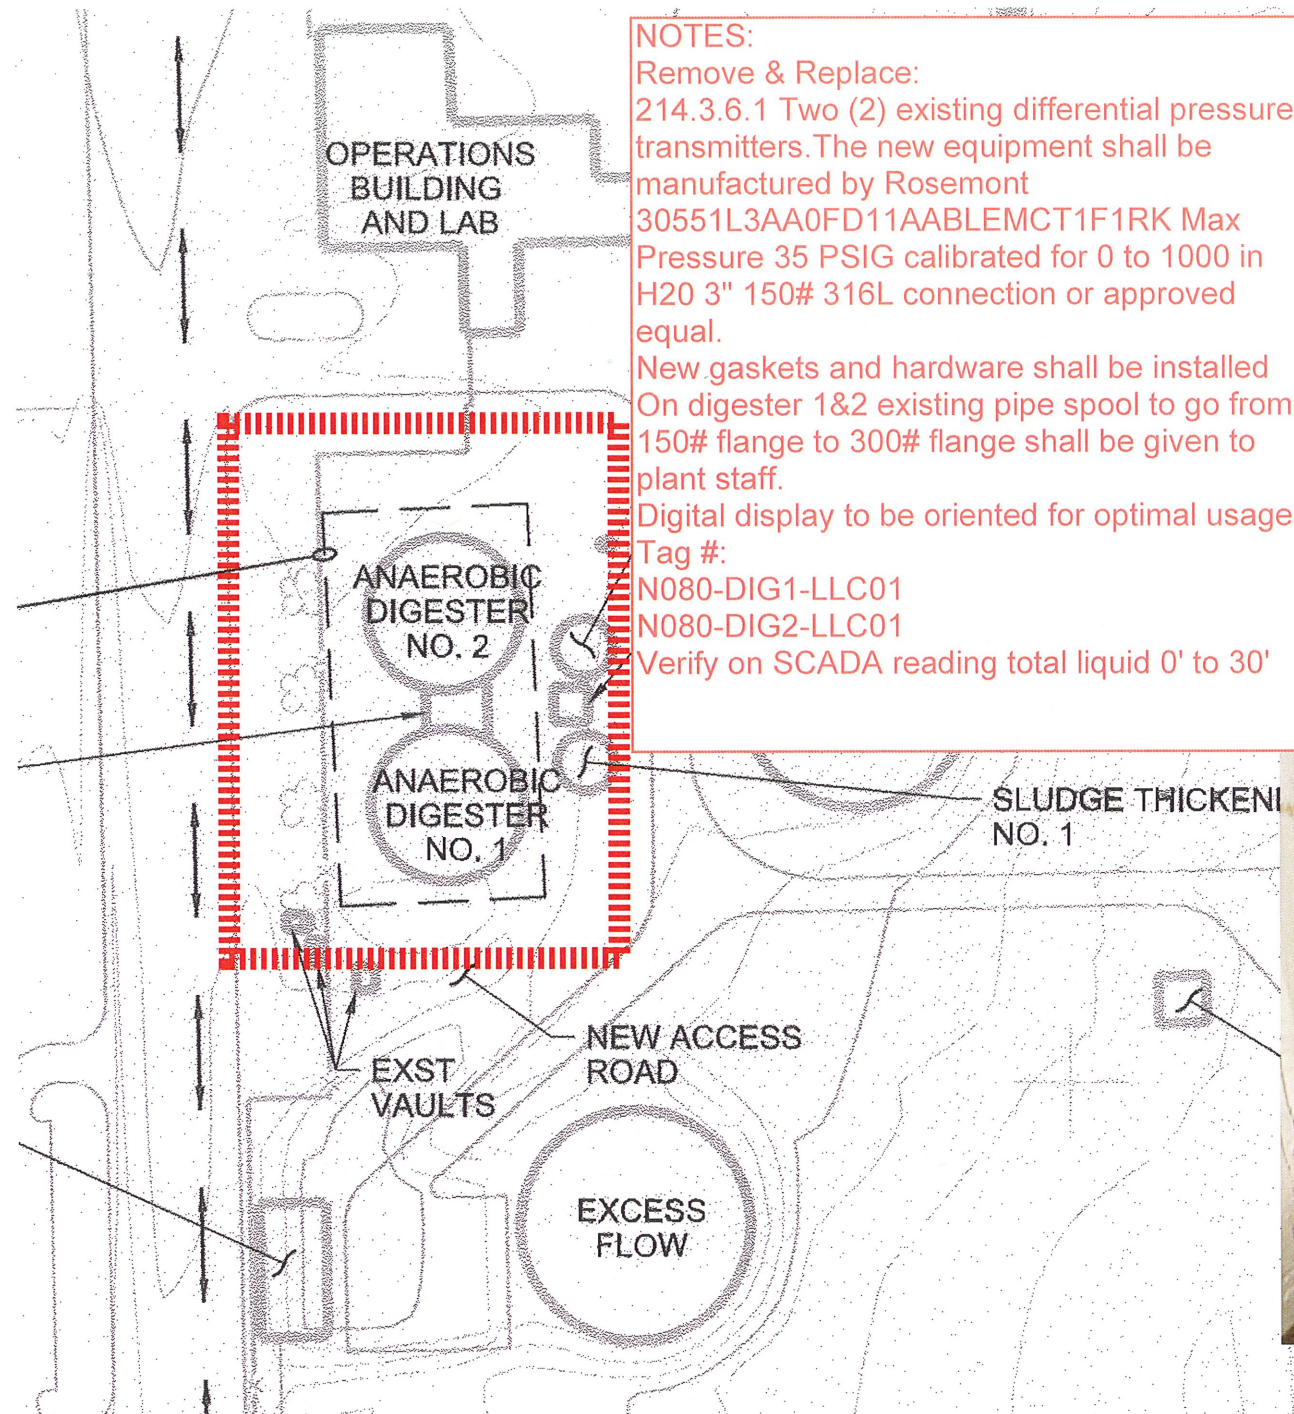 NOTES:
Remove & Replace:
214.3.6.1 Two (2) existing differential pressure
transmitters.The new equipment shall be
manufactured by Rosemont
30551L3AA0FD11AABLEMCT1F1RK Max
Pressure 35 PSIG calibrated for 0 to 1000 in
H20 3" 150# 316L connection or approved
equal.
New gaskets and hardware shall be installed
On digester 1&2 existing pipe spool to go from
150# flange to 300# flange shall be given to
plant staff.
Digital display to be oriented for optimal usage
Tag #:
N080-DIG1-LLC01
N080-DIG2-LLC01
Verify on SCADA reading total liquid 0' to 30'
OPERATIONS
BUILDING
AND LAB
ANAEROBIC
DIGESTER
NO. 2
ANAEROBIC
DIGESTER
NO. 1
SLUDGE THICKENI
NO. 1
NEW ACCESS
ROAD
EXST
VAULTS
EXCESS
FLOW